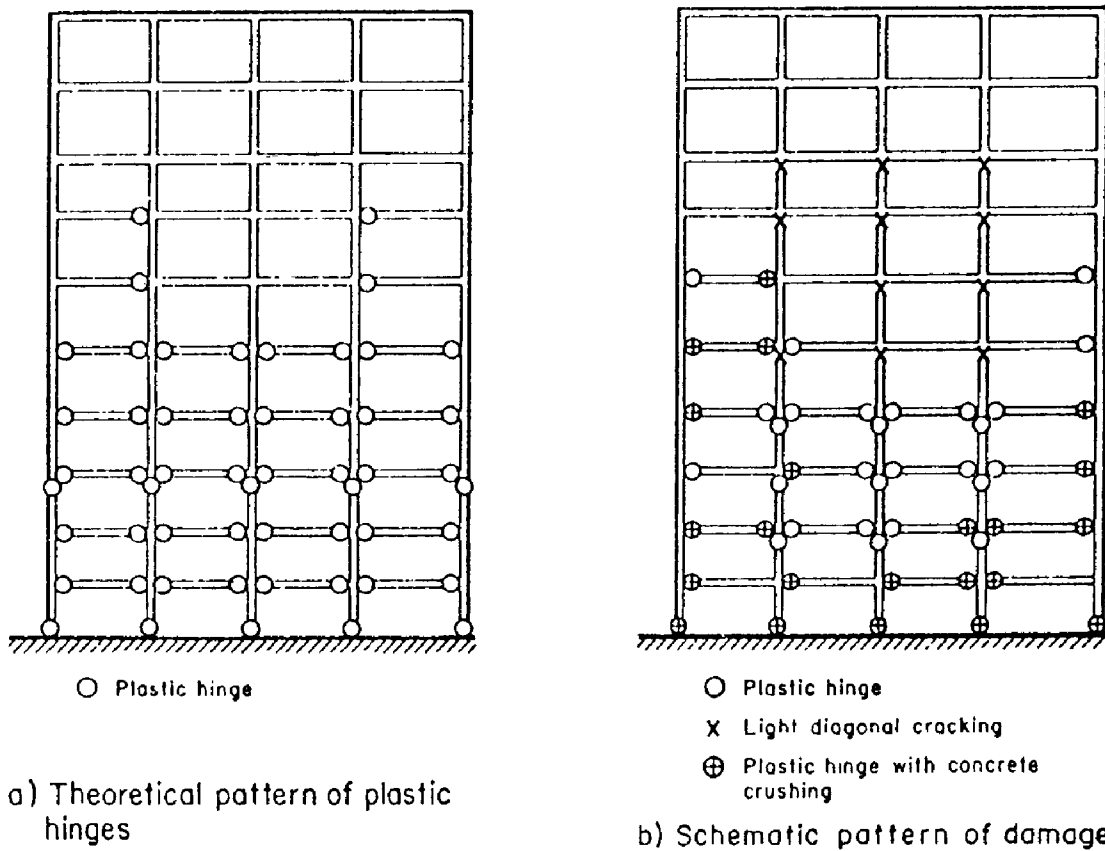 O Plastic hinge
a) Theoretical pattern of plastic
hinges
O Plastic hinge
X Light diagonal cracking
⊕ Plastic hinge with concrete
crushing
b) Schematic pattern of damage